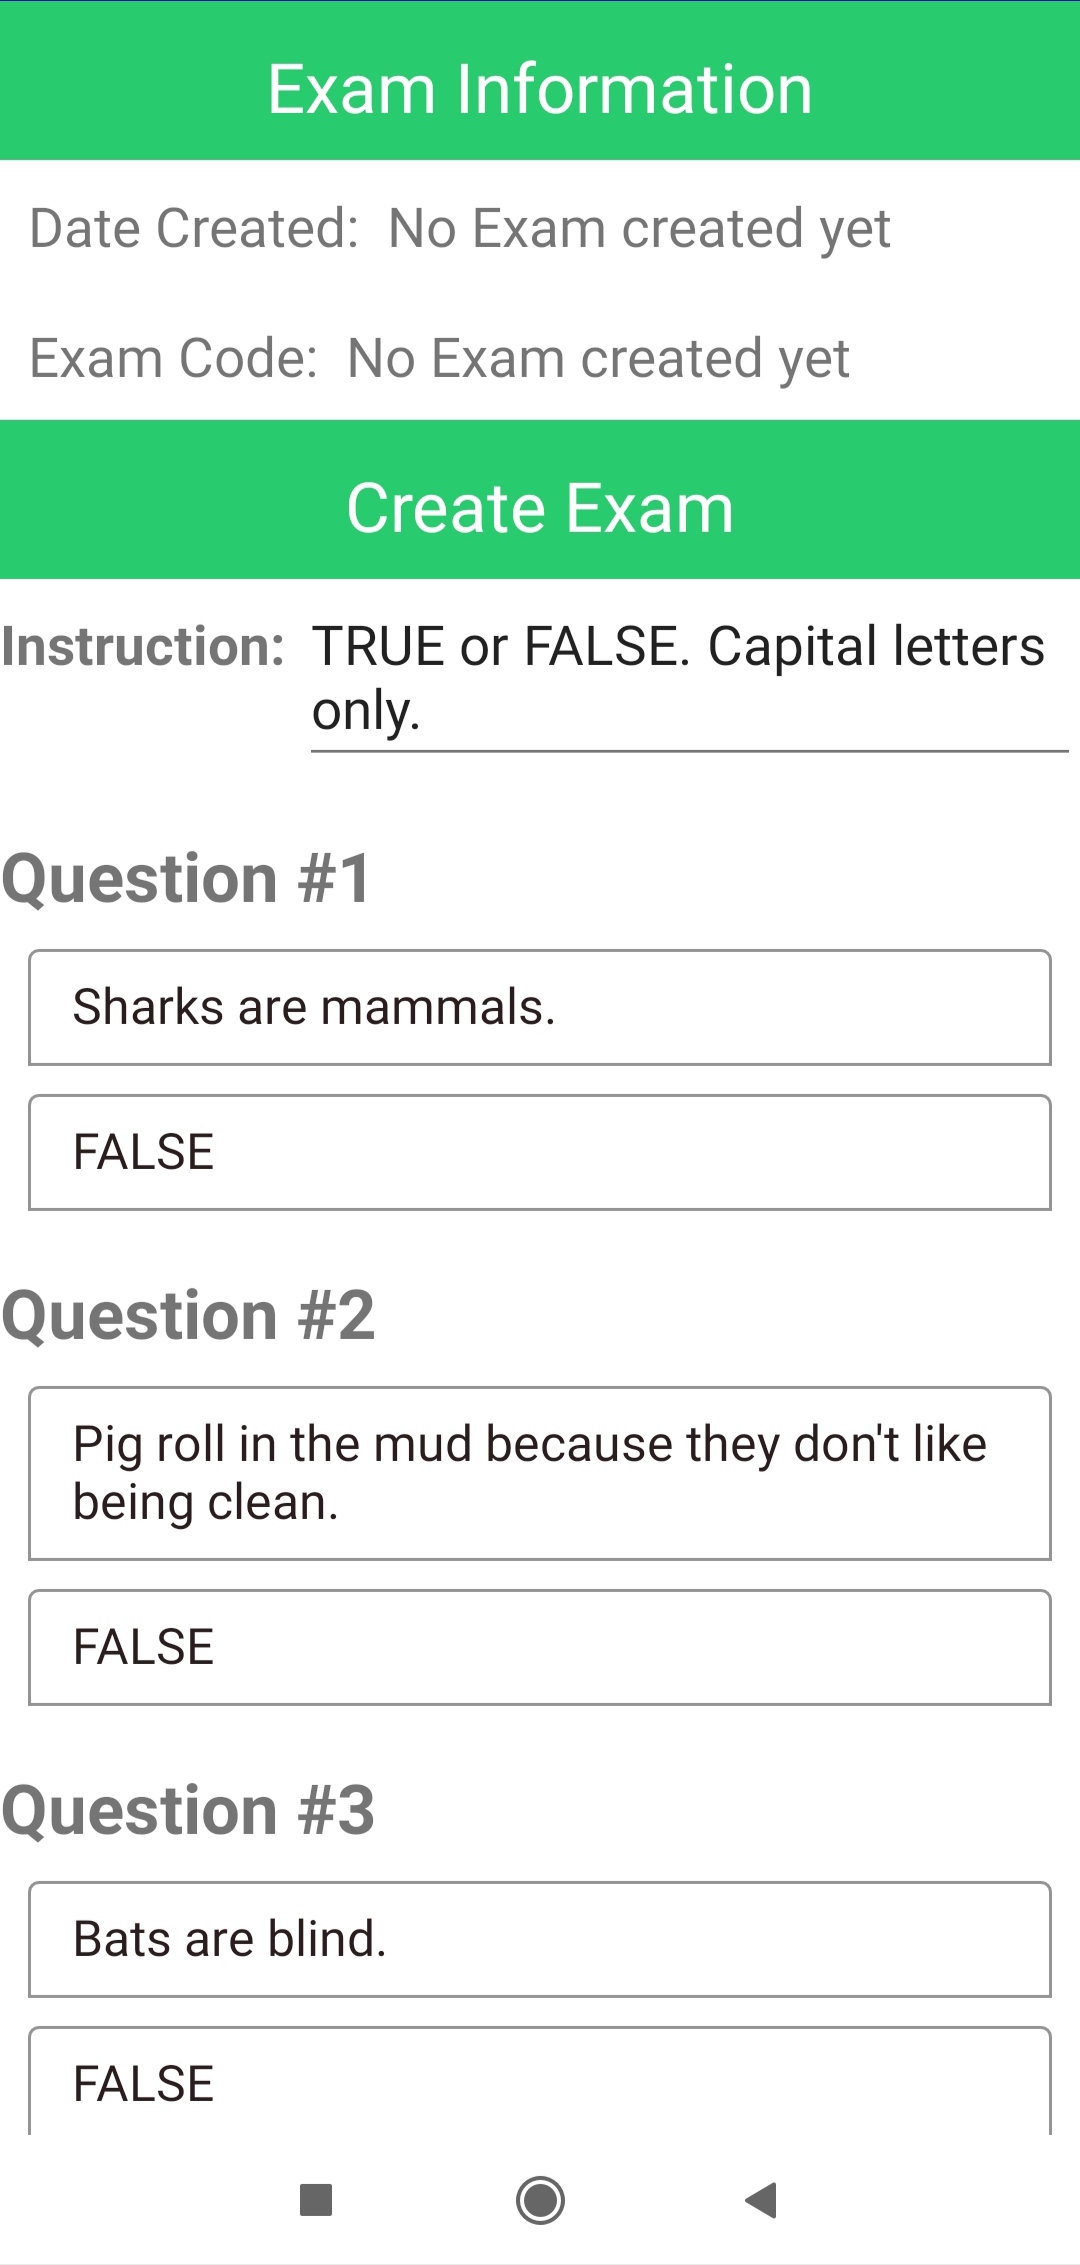 Exam Information
Date Created:  No Exam created yet
Exam Code:  No Exam created yet
Create Exam
Instruction: TRUE or FALSE. Capital letters
only.
Question #1
Sharks are mammals.
FALSE
Question #2
Pig roll in the mud because they don't like
being clean.
FALSE
Question #3
Bats are blind.
FALSE